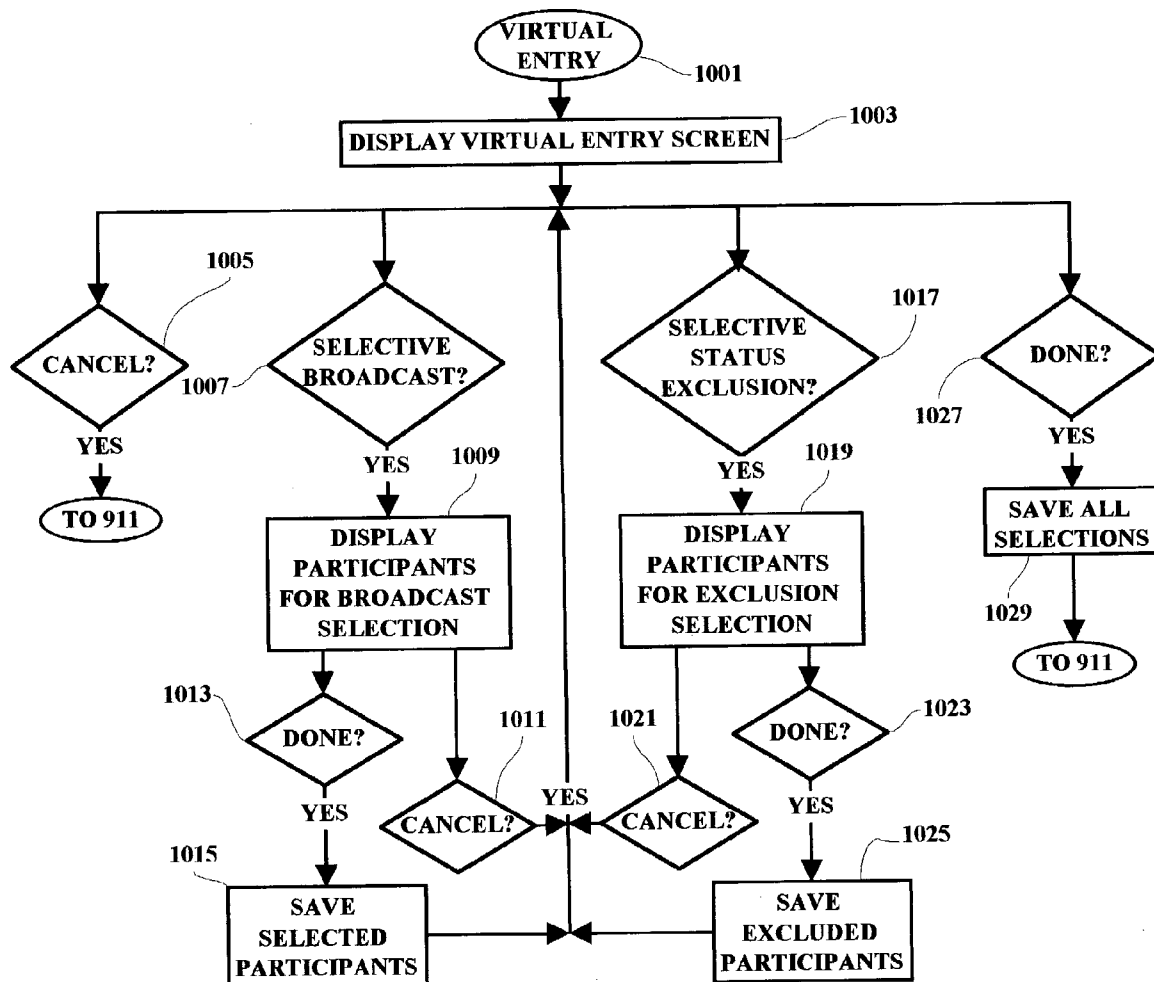 VIRTUAL
ENTRY
1001
DISPLAY VIRTUAL ENTRY SCREEN
1003
1005
CANCEL?
YES
TO 911
1007
SELECTIVE
BROADCAST?
YES
1009
DISPLAY
PARTICIPANTS
FOR BROADCAST
SELECTION
1013
DONE?
YES
1011
CANCEL?
YES
1015
SAVE
SELECTED
PARTICIPANTS
1017
SELECTIVE
STATUS
EXCLUSION?
YES
1019
DISPLAY
PARTICIPANTS
FOR EXCLUSION
SELECTION
1021
CANCEL?
1023
DONE?
YES
1025
SAVE
EXCLUDED
PARTICIPANTS
DONE?
1027
YES
SAVE ALL
SELECTIONS
1029
TO 911